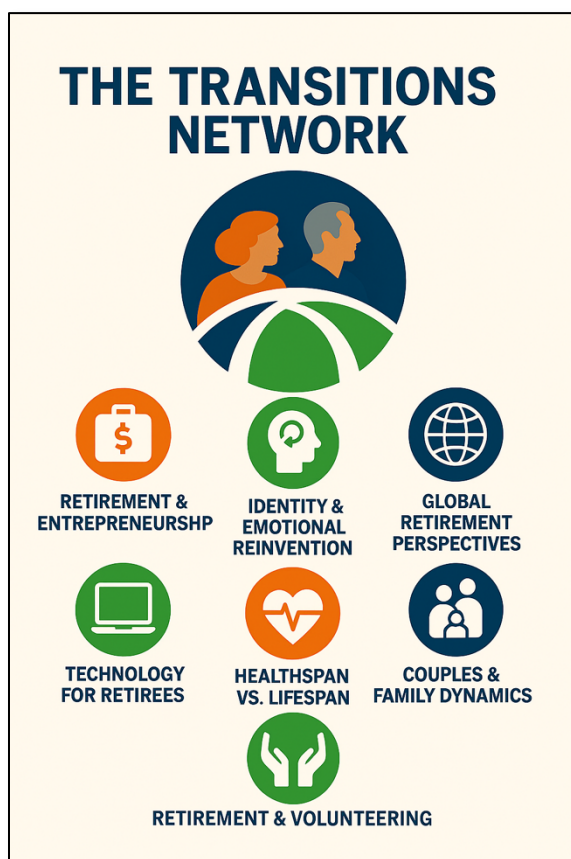 THE TRANSITIONS
NETWORK
$
RETIREMENT &
ENTREPRENEURSHP
IDENTITY &
EMOTIONAL
REINVENTION
GLOBAL
RETIREMENT
PERSPECTIVES
TECHNOLOGY
FOR RETIREES
HEALTHSPAN
VS. LIFESPAN
COUPLES &
FAMILY DYNAMICS
RETIREMENT & VOLUNTEERING